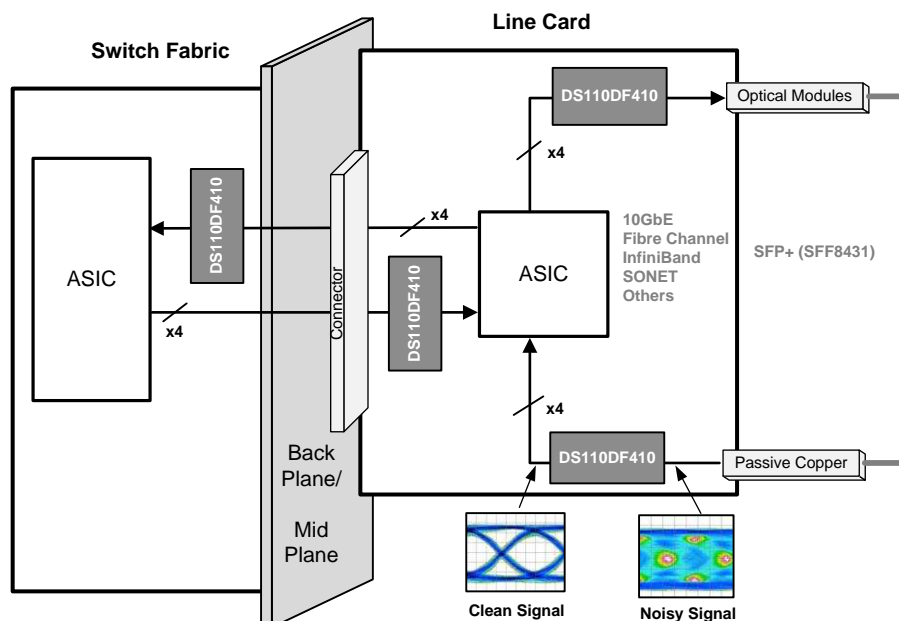 Switch Fabric
Line Card
DS110DF410
Optical Modules
x4
DS110DF410
x4
ASIC
Connector
DS110DF410
ASIC
10GbE
Fibre Channel
InfiniBand
SONET
Others
SFP+ (SFF8431)
x4
x4
DS110DF410
Passive Copper
Back
Plane/
Mid
Plane
Clean Signal
Noisy Signal